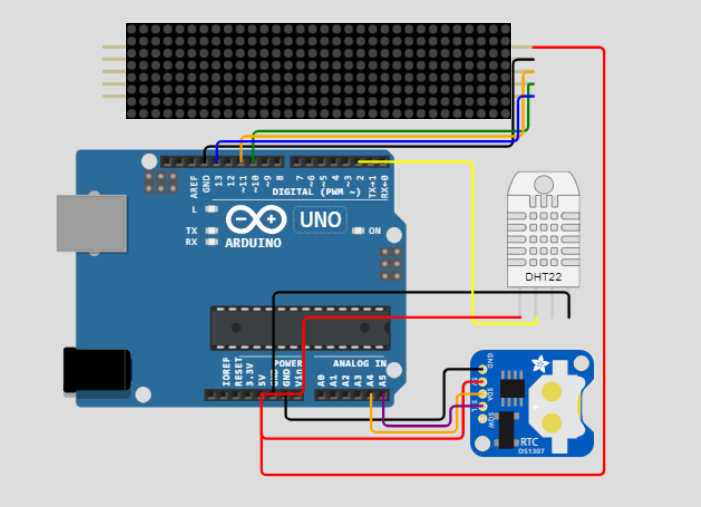 AREF
GND
13
12
~11
~10
~9
8
7
~6
~5
4
~3
2
TX→1
RX←0
DIGITAL (PWM ~)
L
TX
RX
UNO
ON
ARDUINO
DHT22
IOREF
RESET
3.3V
5V
GND
GND
Vin
POWER
ANALOG IN
A0
A1
A2
A3
A4
A5
GND
SDA
SQW
RTC
DS1307